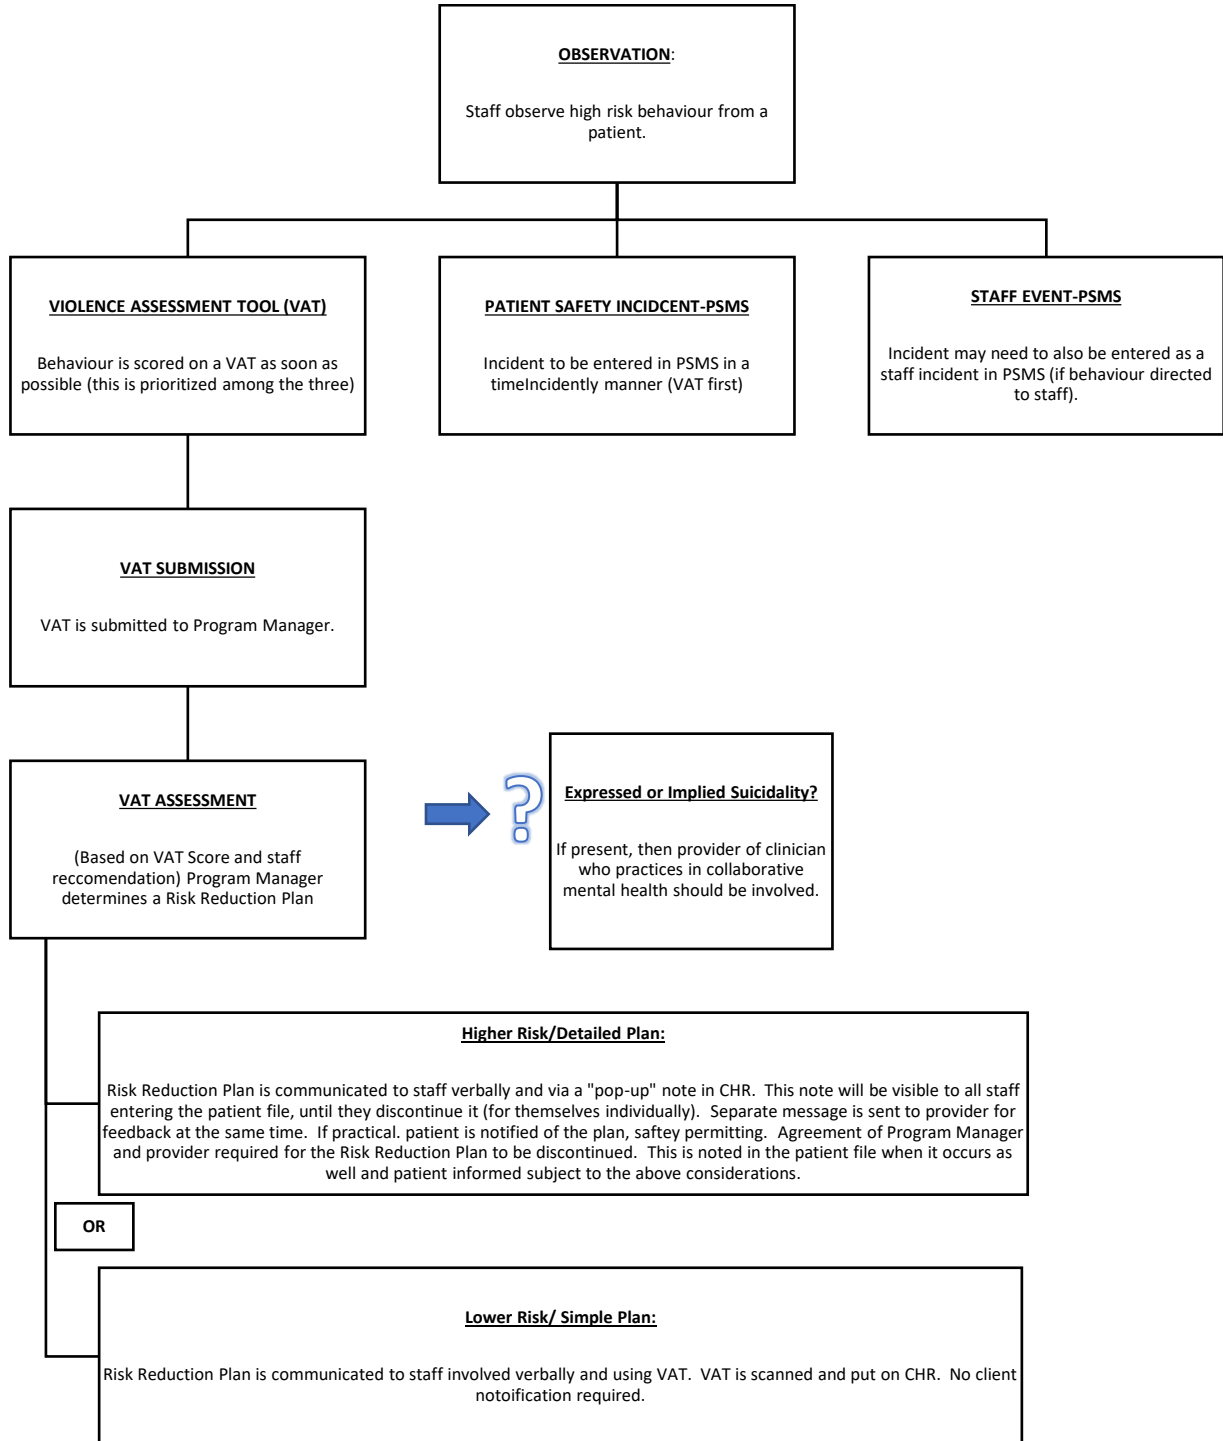 OBSERVATION:
Staff observe high risk behaviour from a
patient.
VIOLENCE ASSESSMENT TOOL (VAT)
Behaviour is scored on a VAT as soon as
possible (this is prioritized among the three)
PATIENT SAFETY INCIDCENT-PSMS
Incident to be entered in PSMS in a
timeIncidently manner (VAT first)
STAFF EVENT-PSMS
Incident may need to also be entered as a
staff incident in PSMS (if behaviour directed
to staff).
VAT SUBMISSION
VAT is submitted to Program Manager.
VAT ASSESSMENT
(Based on VAT Score and staff
reccomendation) Program Manager
determines a Risk Reduction Plan
?
Expressed or Implied Suicidality?
If present, then provider of clinician
who practices in collaborative
mental health should be involved.
Higher Risk/Detailed Plan:
Risk Reduction Plan is communicated to staff verbally and via a "pop-up" note in CHR. This note will be visible to all staff
entering the patient file, until they discontinue it (for themselves individually). Separate message is sent to provider for
feedback at the same time. If practical. patient is notified of the plan, saftey permitting. Agreement of Program Manager
and provider required for the Risk Reduction Plan to be discontinued. This is noted in the patient file when it occurs as
well and patient informed subject to the above considerations.
OR
Lower Risk/ Simple Plan:
Risk Reduction Plan is communicated to staff involved verbally and using VAT. VAT is scanned and put on CHR. No client
notoification required.